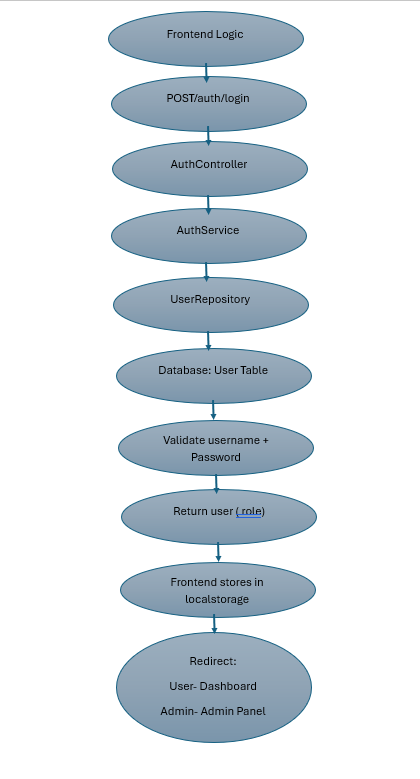 Frontend Logic
POST/auth/login
AuthController
AuthService
UserRepository
Database: User Table
Validate username +
Password
Return user ( role)
Frontend stores in
localstorage
Redirect:
User- Dashboard
Admin- Admin Panel